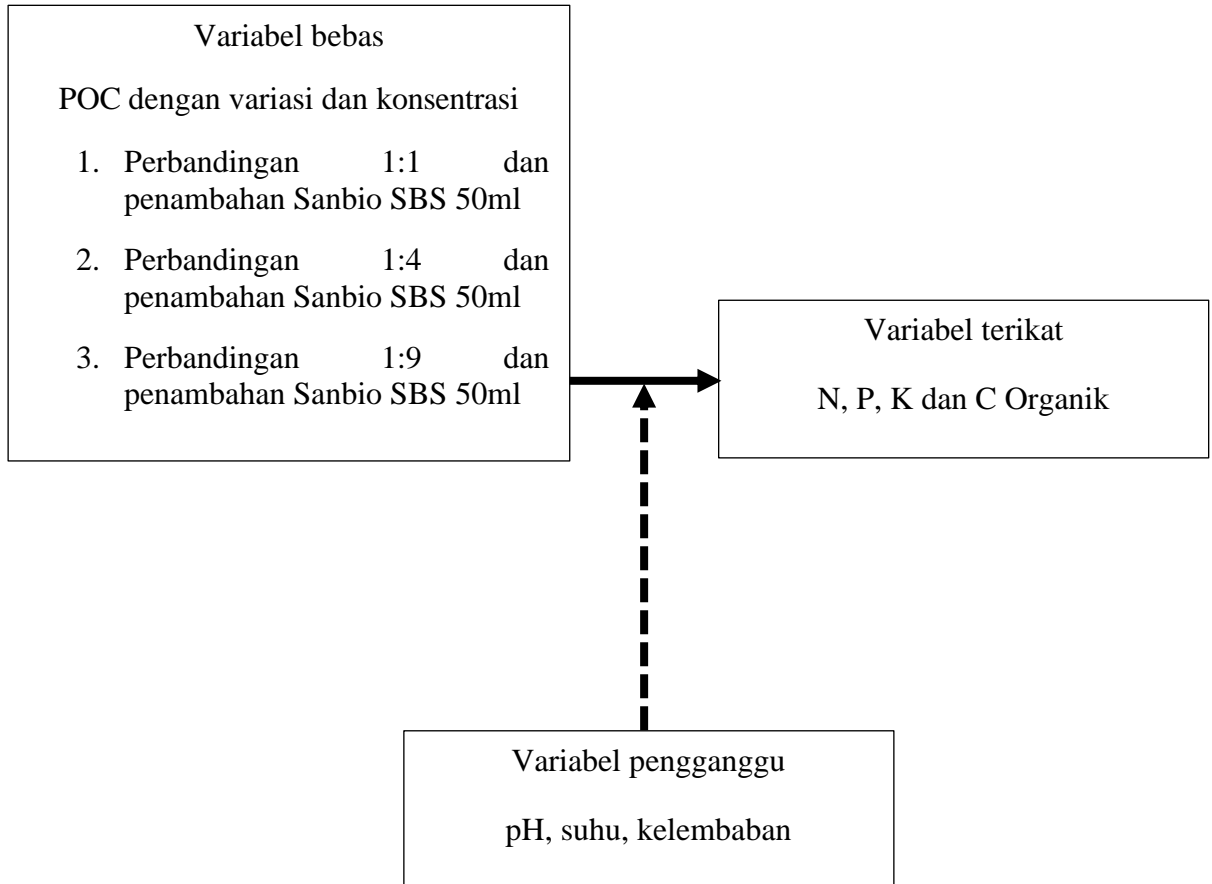 Variabel bebas
POC dengan variasi dan konsentrasi
1. Perbandingan 1:1 dan
penambahan Sanbio SBS 50ml
2. Perbandingan 1:4 dan
penambahan Sanbio SBS 50ml
3. Perbandingan 1:9 dan
penambahan Sanbio SBS 50ml
Variabel terikat
N, P, K dan C Organik
Variabel pengganggu
pH, suhu, kelembaban